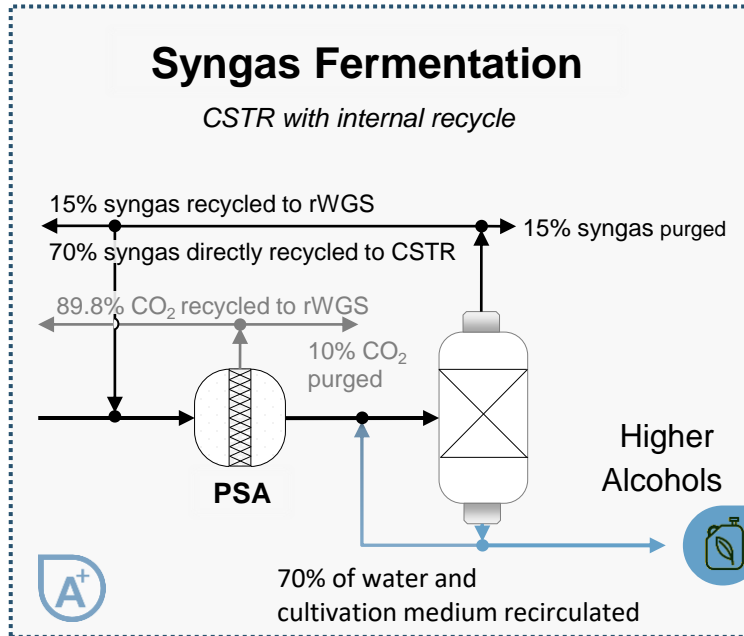 Syngas Fermentation
CSTR with internal recycle
15% syngas recycled to rWGS
15% syngas purged
70% syngas directly recycled to CSTR
89.8% CO₂ recycled to rWGS
10% CO₂
purged
PSA
Higher
Alcohols
70% of water and
cultivation medium recirculated
A⁺